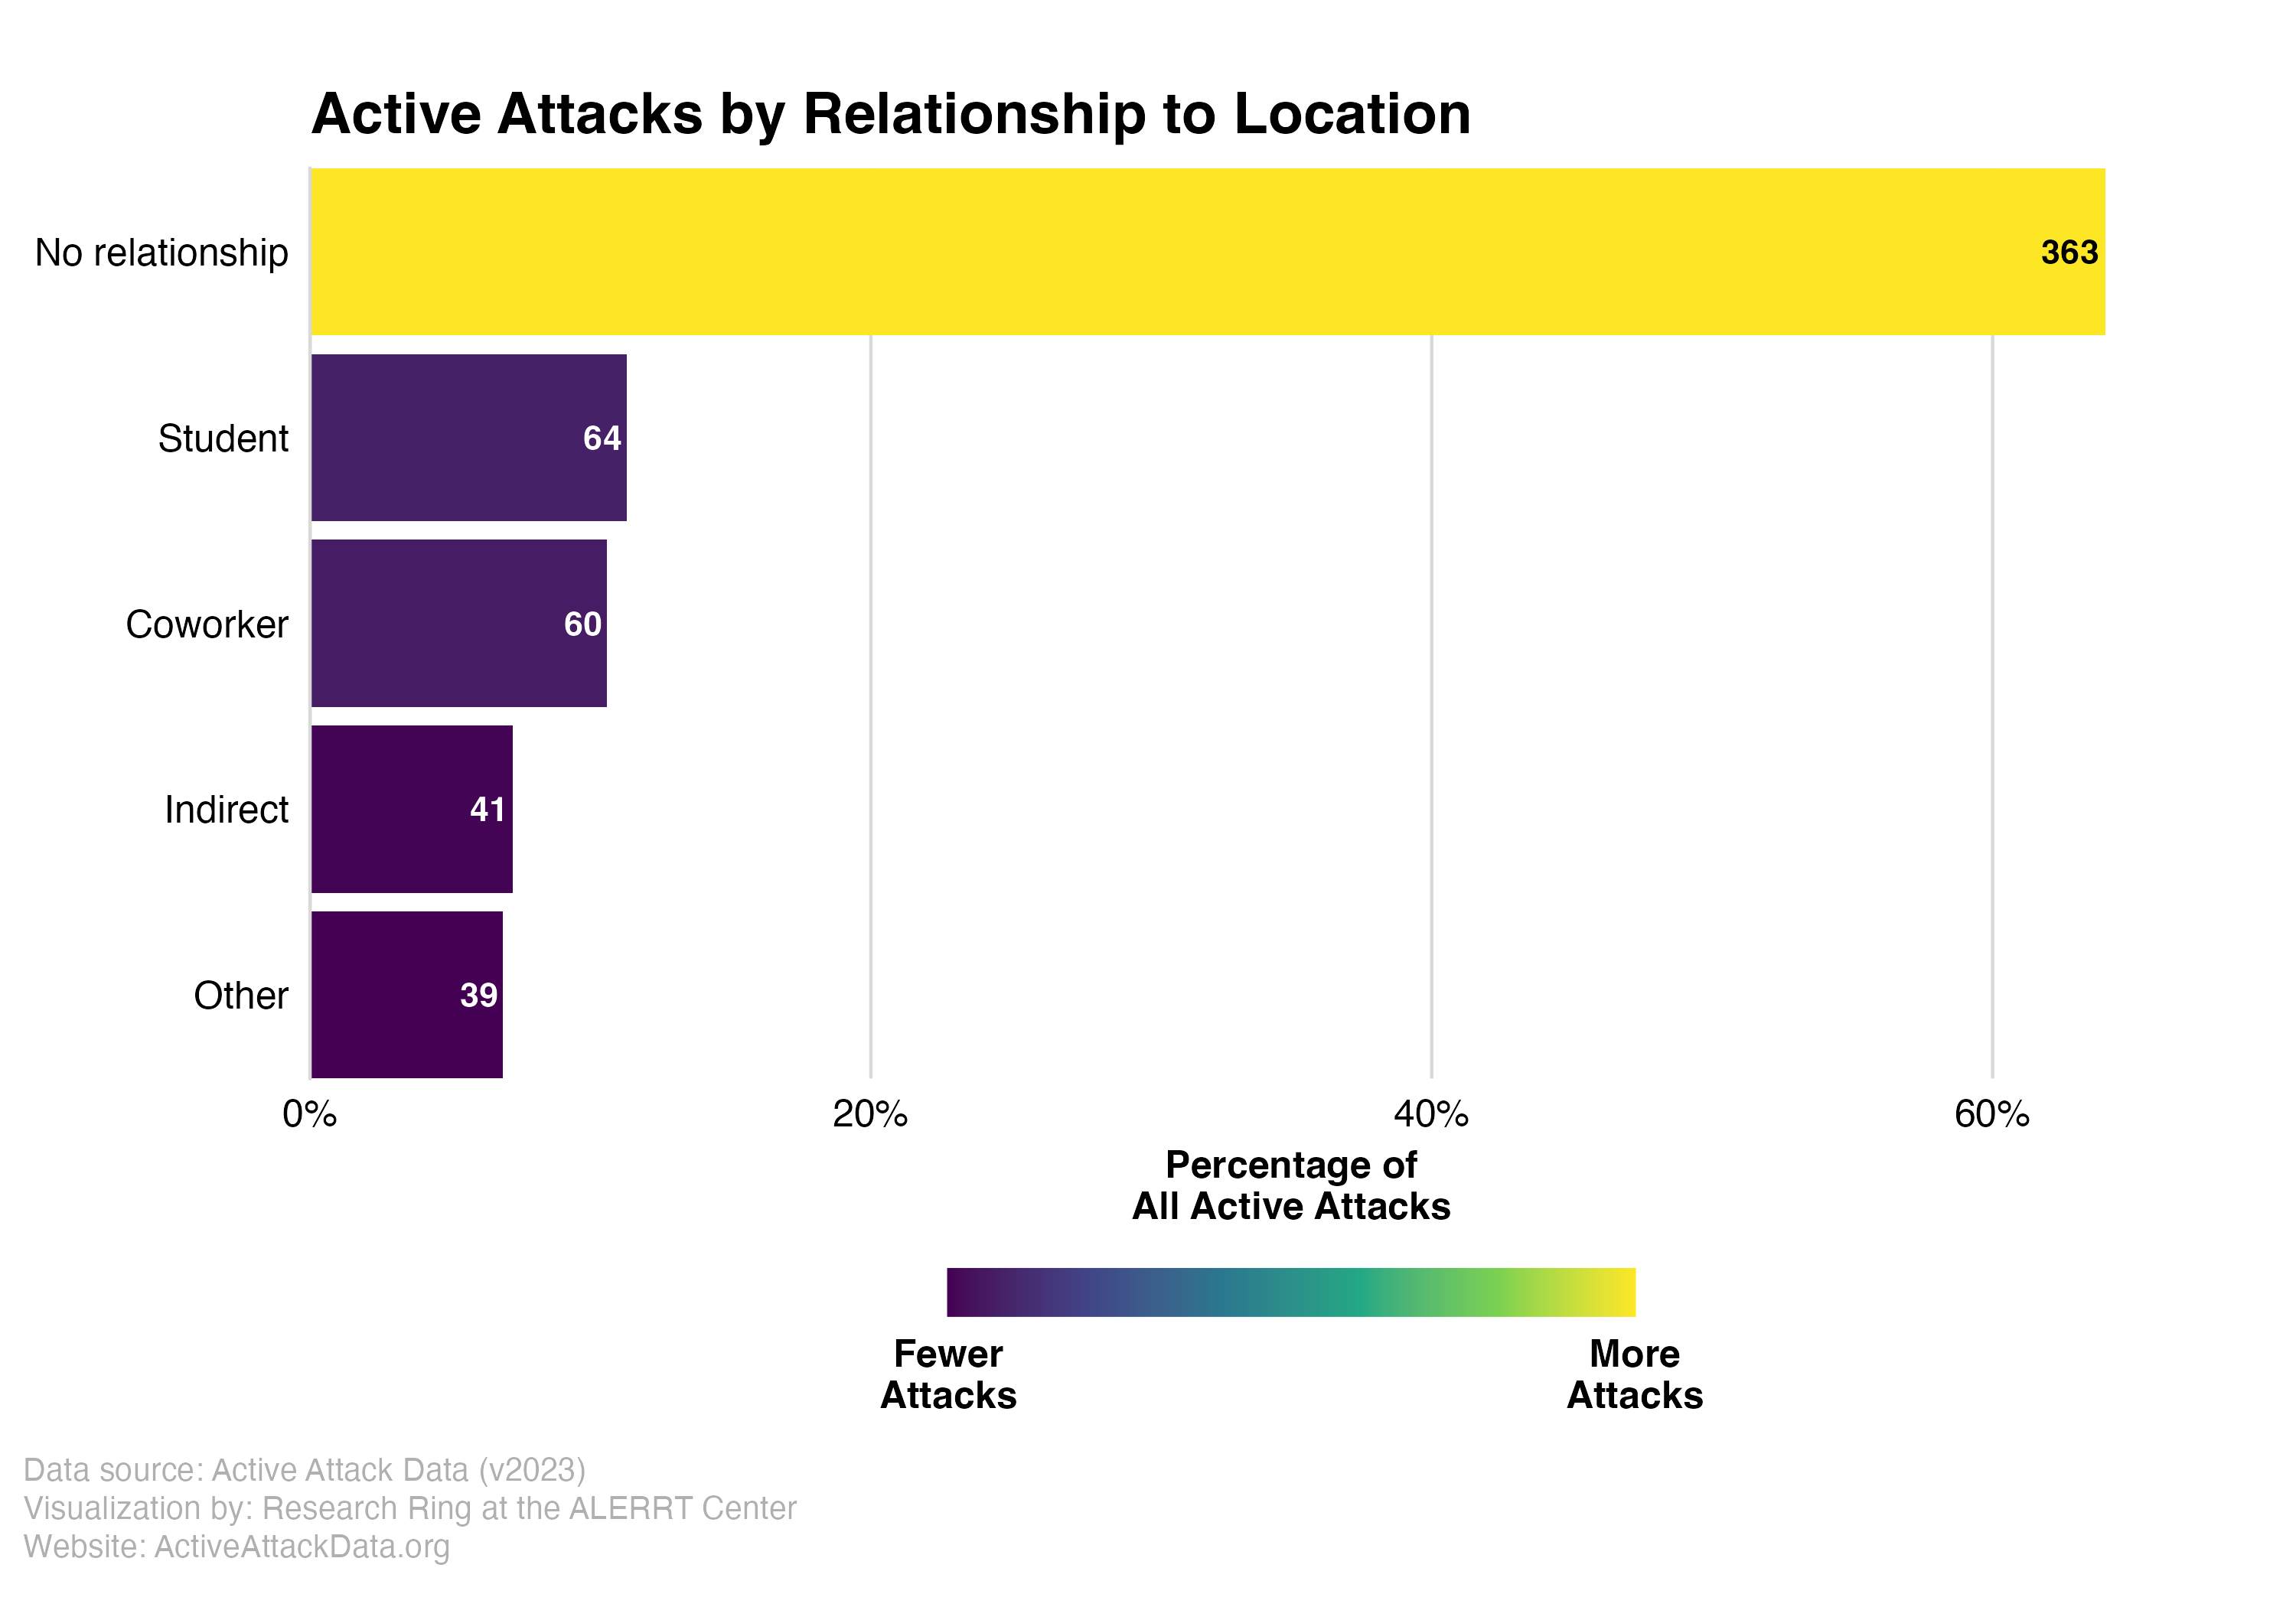 Active Attacks by Relationship to Location
No relationship
363
Student
64
Coworker
60
Indirect
41
Other
39
0%
20%
40%
60%
Percentage of
All Active Attacks
Fewer
Attacks
More
Attacks
Data source: Active Attack Data (v2023)
Visualization by: Research Ring at the ALERRT Center
Website: ActiveAttackData.org